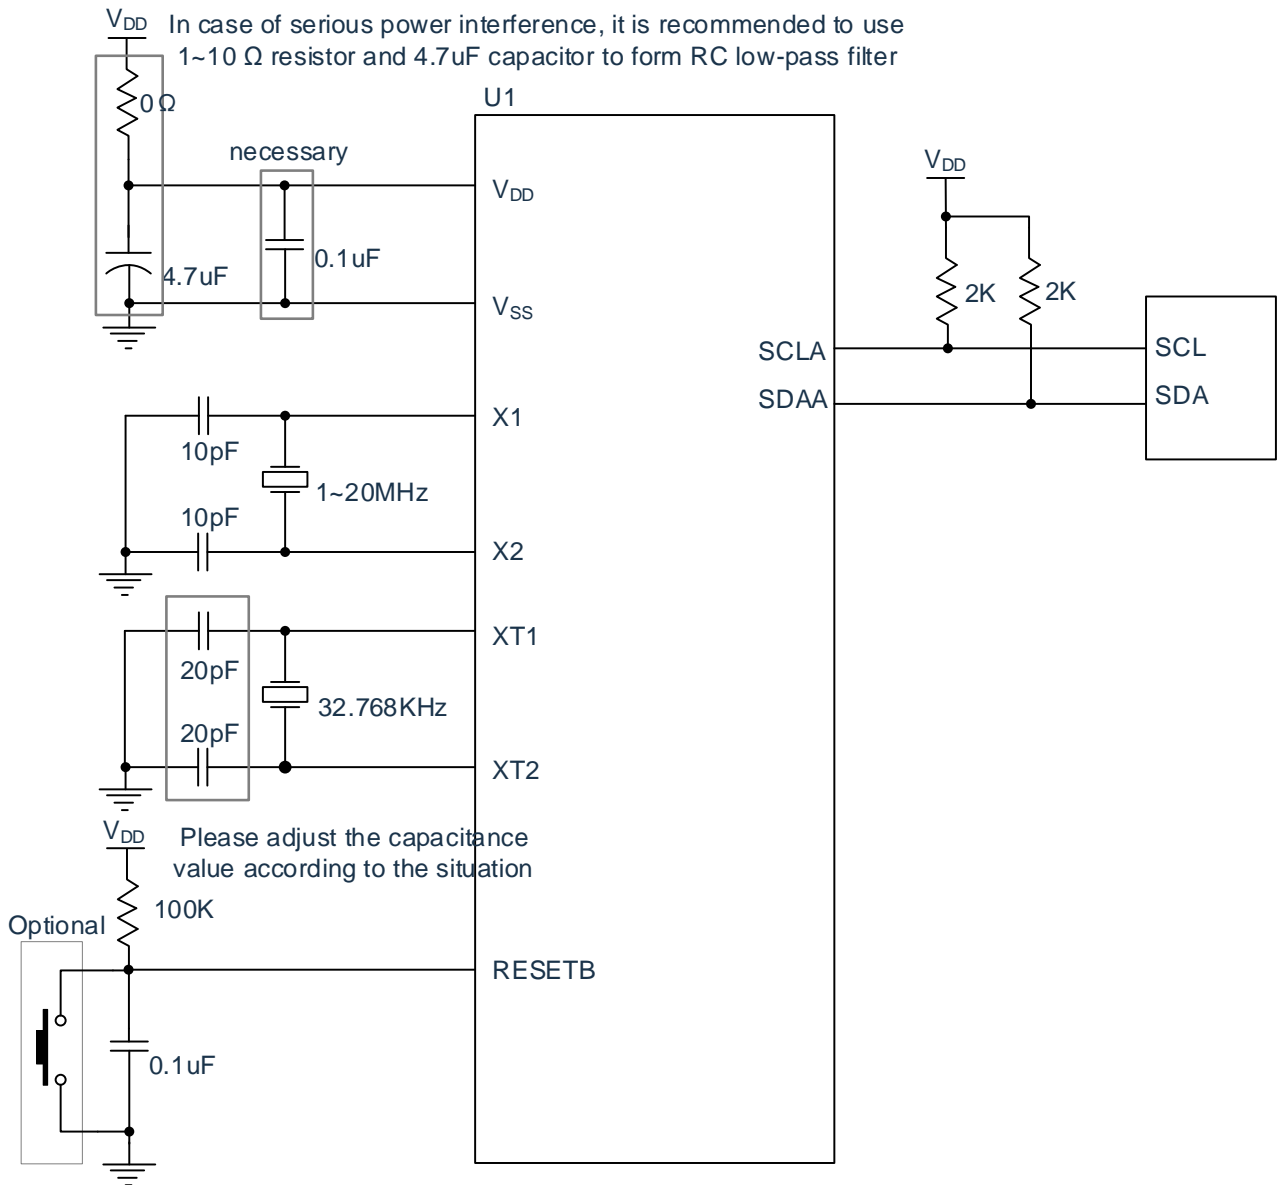 VDD
In case of serious power interference, it is recommended to use
1~10 Ω resistor and 4.7uF capacitor to form RC low-pass filter
0Ω
U1
necessary
VDD
4.7uF
0.1uF
VSS
VDD
2K
2K
SCLA
SCL
SDAA
SDA
X1
10pF
1~20MHz
10pF
X2
XT1
20pF
32.768KHz
20pF
XT2
VDD
Please adjust the capacitance
value according to the situation
100K
Optional
RESETB
0.1uF